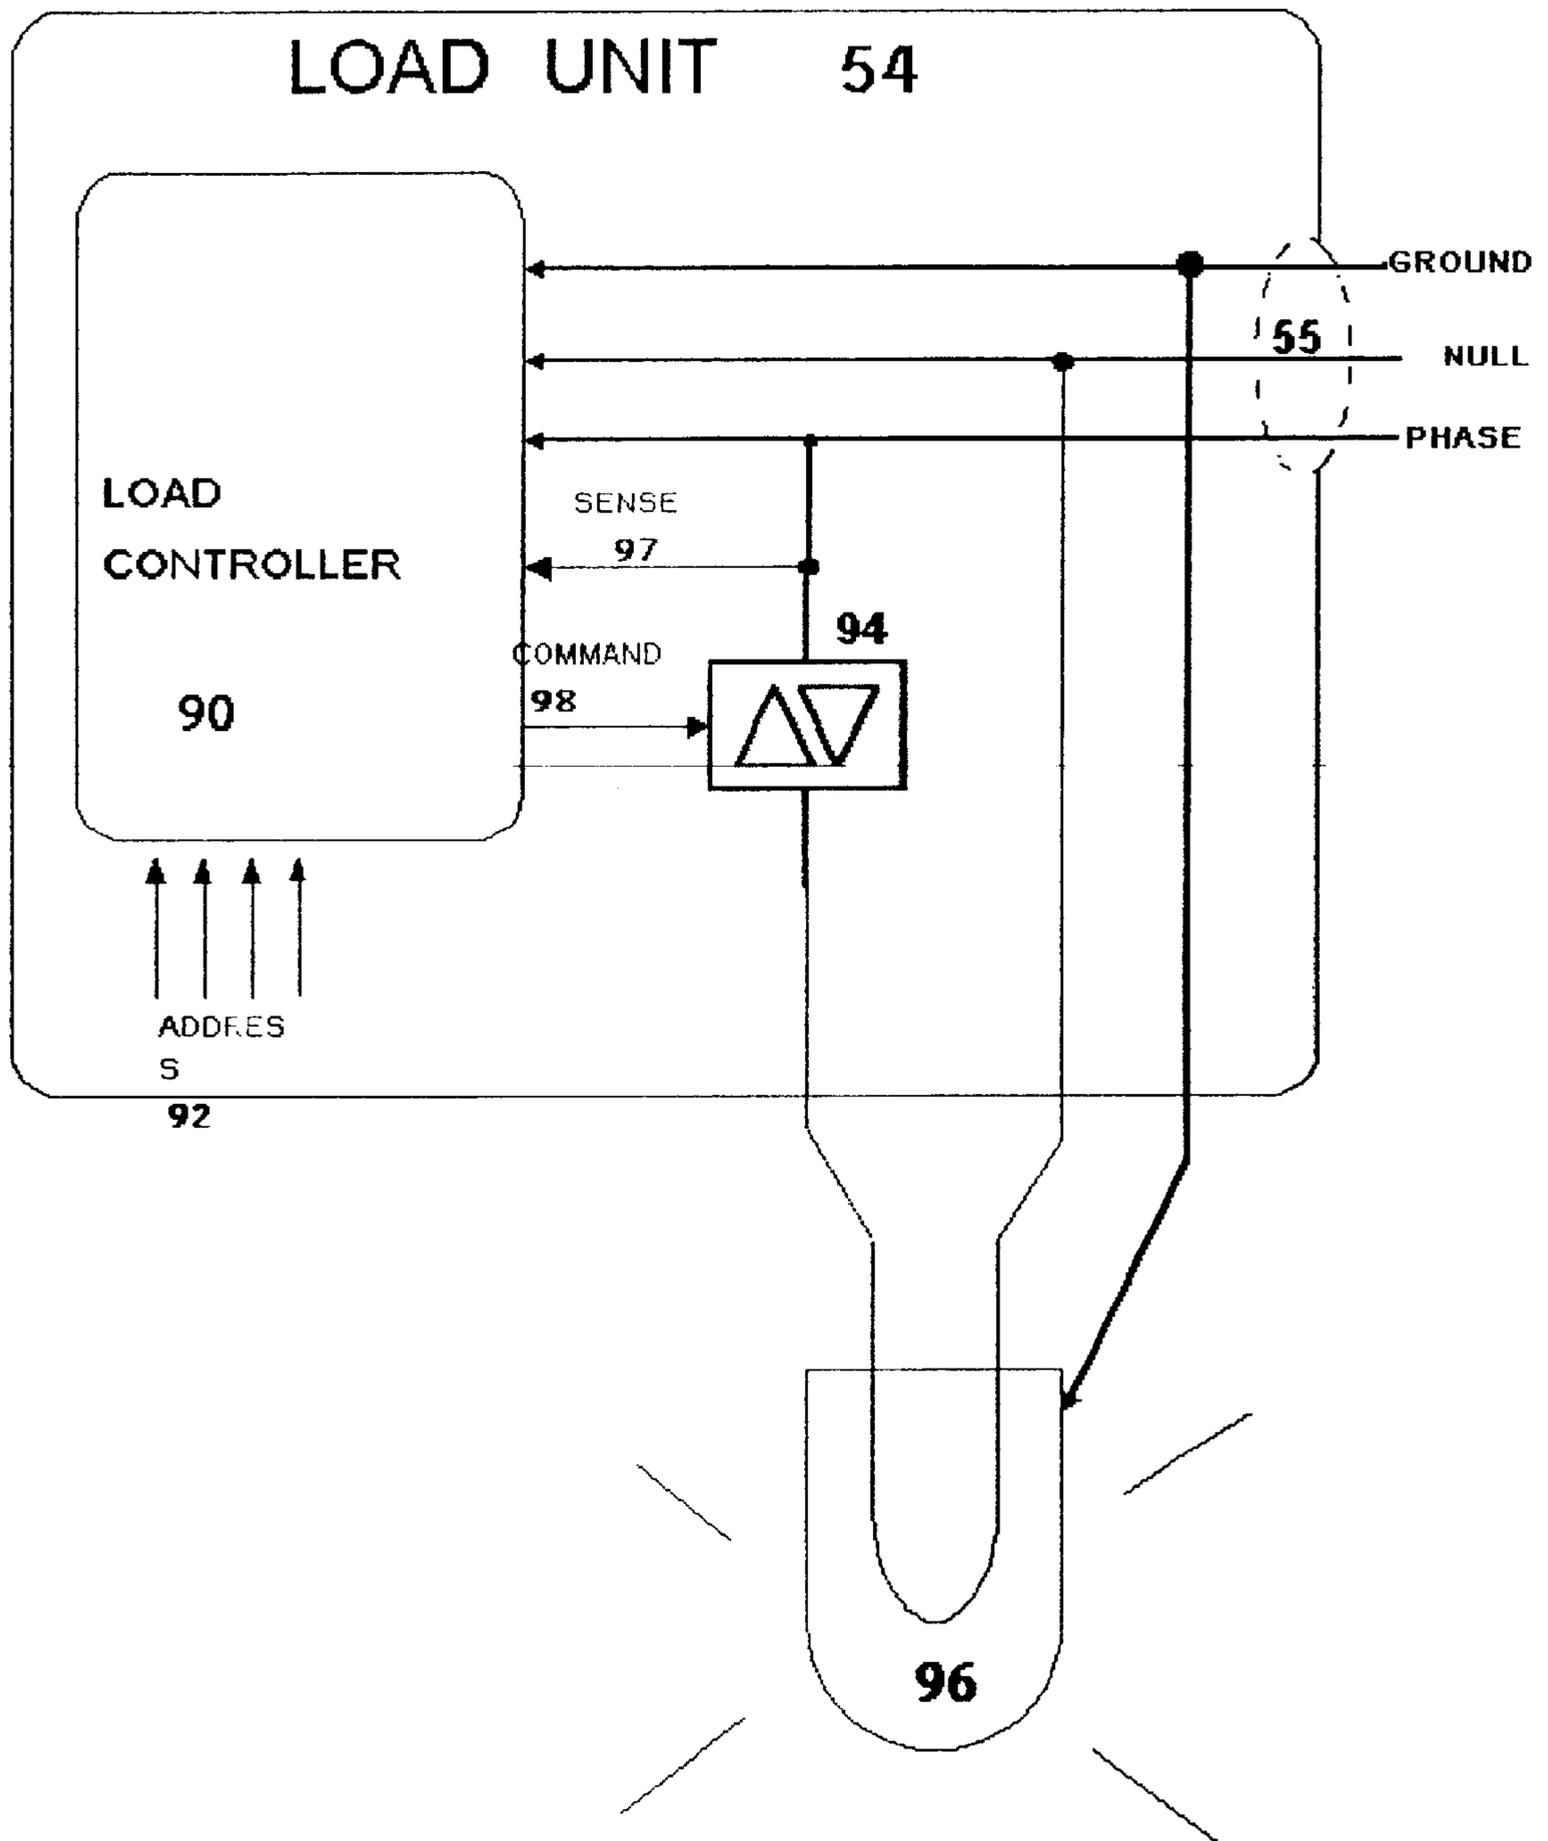 LOAD UNIT 54
GROUND
55
NULL
PHASE
LOAD
CONTROLLER
90
SENSE
97
94
COMMAND
98
ADDRES
S
92
96